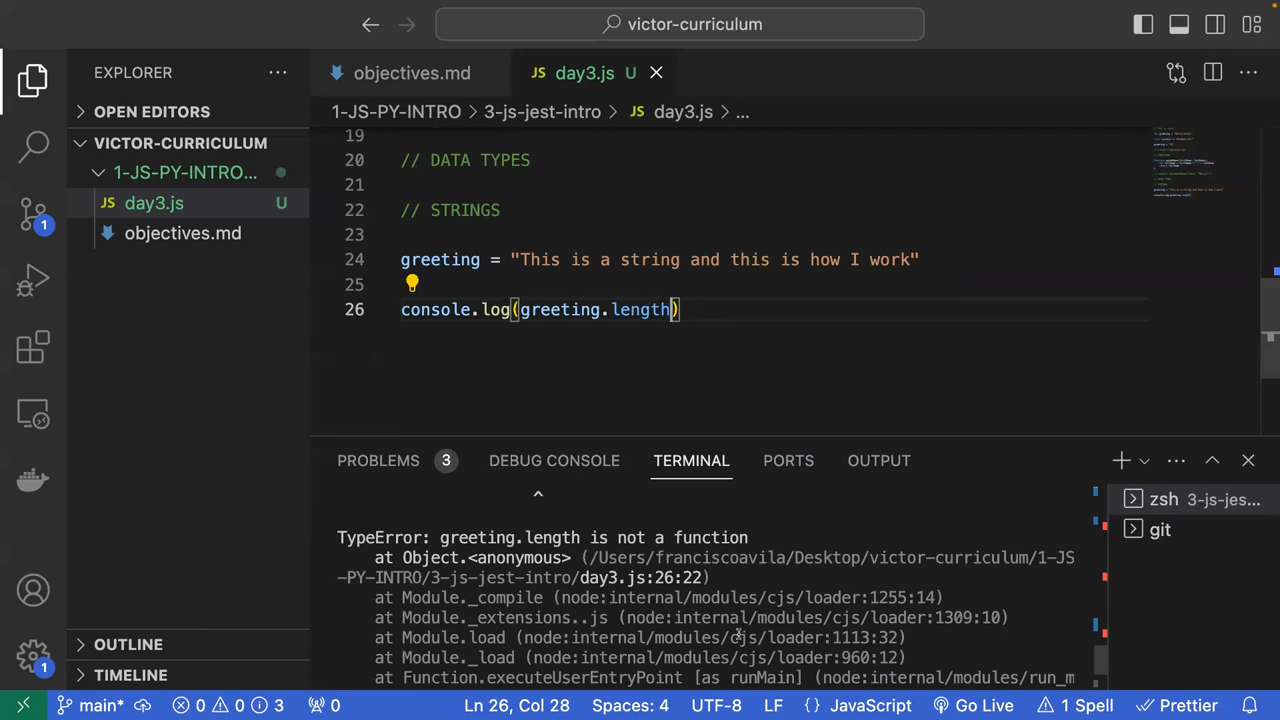 victor-curriculum
EXPLORER
objectives.md
JS day3.js U
OPEN EDITORS
1-JS-PY-INTRO > 3-js-jest-intro > JS day3.js > ...
VICTOR-CURRICULUM
1-JS-PY-INTRO...
JS day3.js U
objectives.md
1
19
20 // DATA TYPES
21
22 // STRINGS
23
24 greeting = "This is a string and this is how I work"
25
26 console.log(greeting.length)
PROBLEMS 3 DEBUG CONSOLE TERMINAL PORTS OUTPUT
zsh 3-js-jes...
git
TypeError: greeting.length is not a function
at Object.<anonymous> (/Users/franciscoavila/Desktop/victor-curriculum/1-JS
-PY-INTRO/3-js-jest-intro/day3.js:26:22)
at Module._compile (node:internal/modules/cjs/loader:1255:14)
at Module._extensions..js (node:internal/modules/cjs/loader:1309:10)
at Module.load (node:internal/modules/cjs/loader:1113:32)
at Module._load (node:internal/modules/cjs/loader:960:12)
at Function.executeUserEntryPoint [as runMain] (node:internal/modules/run_m
OUTLINE
TIMELINE
1
main* 0 0 3 0 Ln 26, Col 28 Spaces: 4 UTF-8 LF {} JavaScript Go Live 1 Spell Prettier